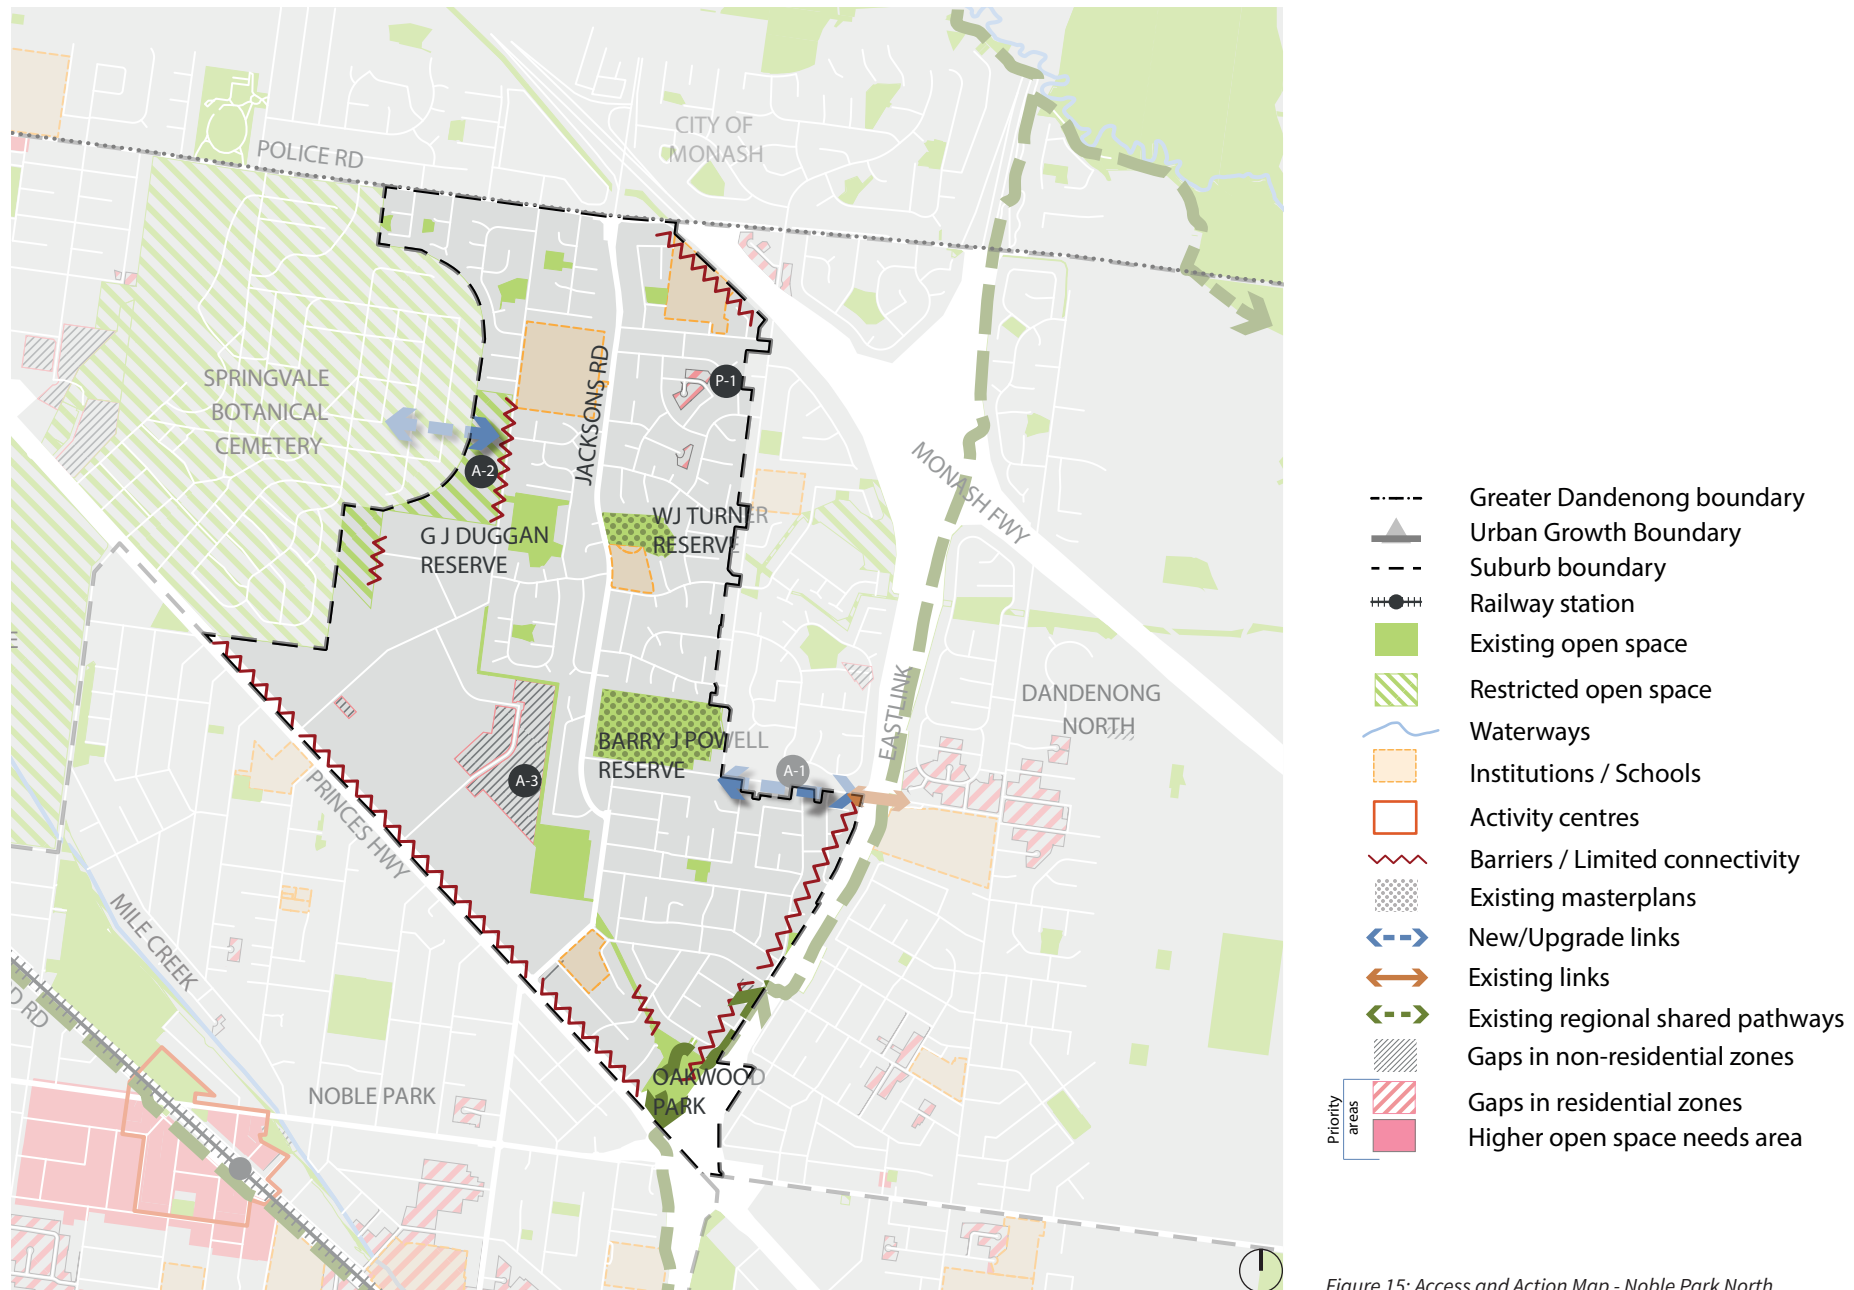 CITY OF
MONASH
POLICE RD
SPRINGVALE
BOTANICAL
CEMETERY
JACKSONS RD
P-1
A-2
MONASH FWY
G J DUGGAN
RESERVE
WJ TURNER
RESERVE
EASTLINK
DANDENONG
NORTH
BARRY J POWELL
RESERVE
A-1
A-3
PRINCES HWY
MILE CREEK
D RD
NOBLE PARK
OAKWOOD
PARK
E
Greater Dandenong boundary
Urban Growth Boundary
Suburb boundary
Railway station
Existing open space
Restricted open space
Waterways
Institutions / Schools
Activity centres
Barriers / Limited connectivity
Existing masterplans
New/Upgrade links
Existing links
Existing regional shared pathways
Gaps in non-residential zones
Priority
areas
Gaps in residential zones
Higher open space needs area
Figure 15: Access and Action Map - Noble Park North